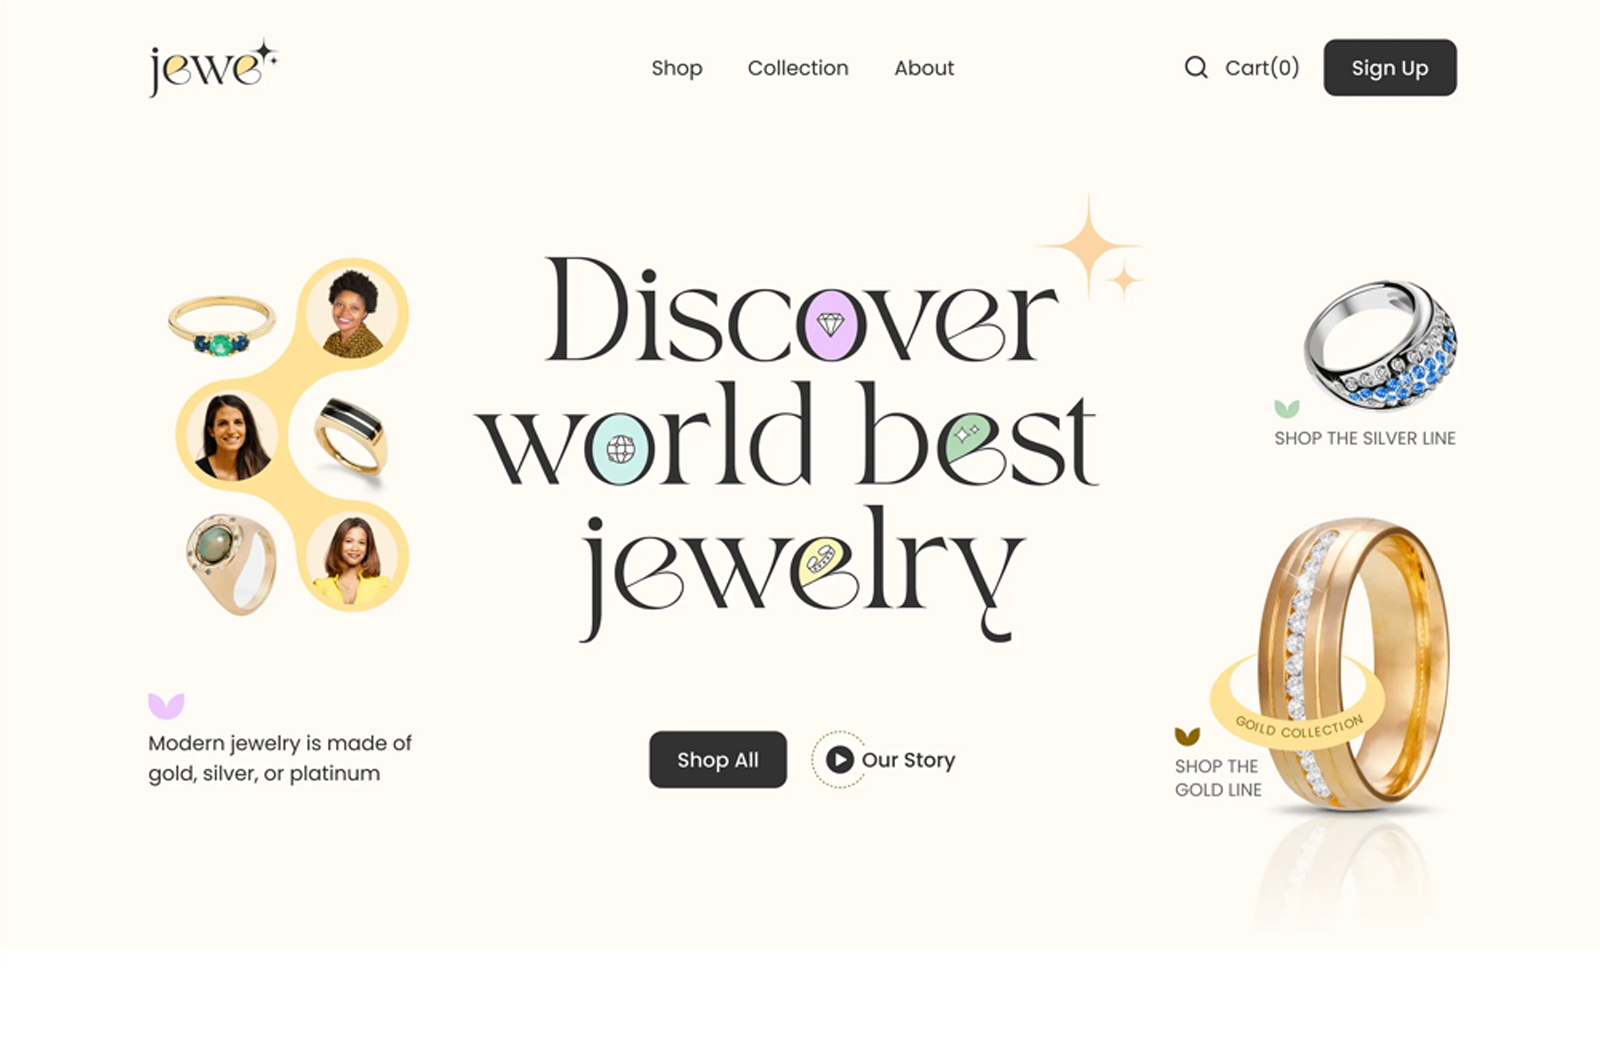 jewe
Shop
Collection
About
Cart(0)
Sign Up
Discover
world best
jewelry
SHOP THE SILVER LINE
GOILD COLLECTION
SHOP THE
GOLD LINE
Modern jewelry is made of
gold, silver, or platinum
Shop All
Our Story